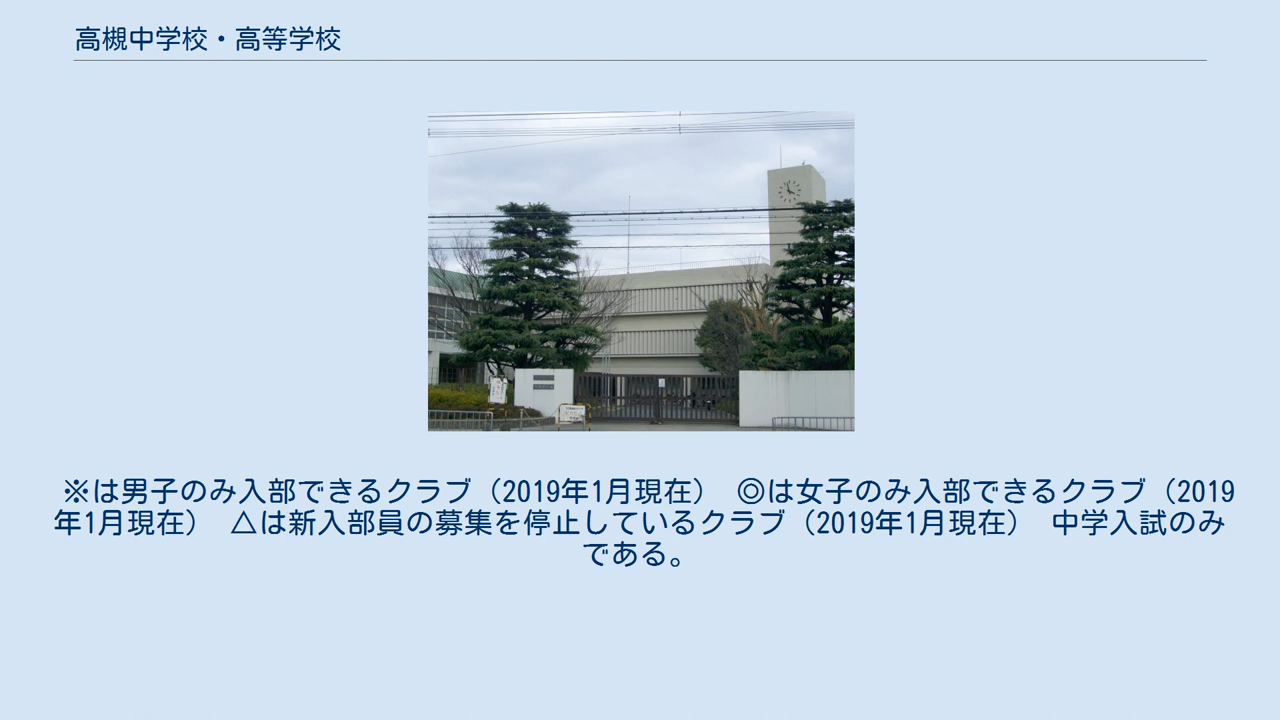 高槻中学校・高等学校
※は男子のみ入部できるクラブ（2019年1月現在）　◎は女子のみ入部できるクラブ（2019
年1月現在）　△は新入部員の募集を停止しているクラブ（2019年1月現在）　中学入試のみ
である。